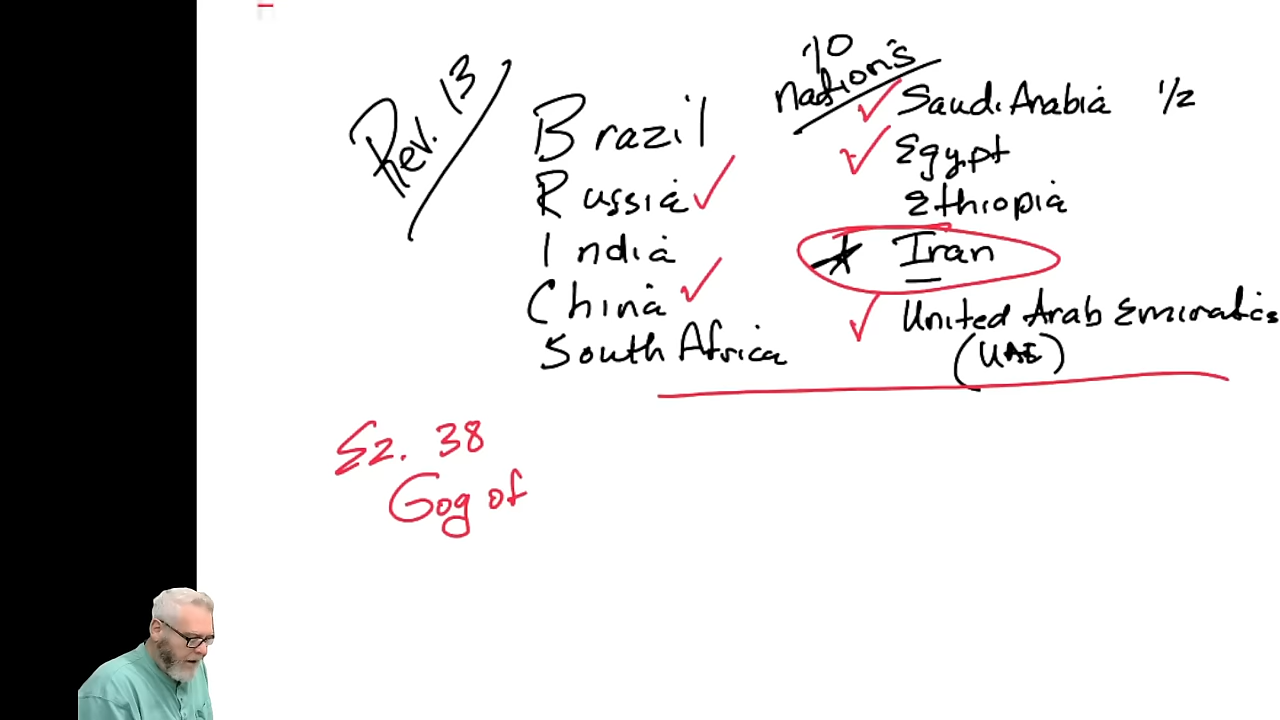 Rev. 13
Brazil
Russia
India
China
South Africa
10
Nations
Saudi Arabia 1/2
Egypt
Ethiopia
Iran
United Arab Emirates
(UAE)
Ez. 38
Gog of